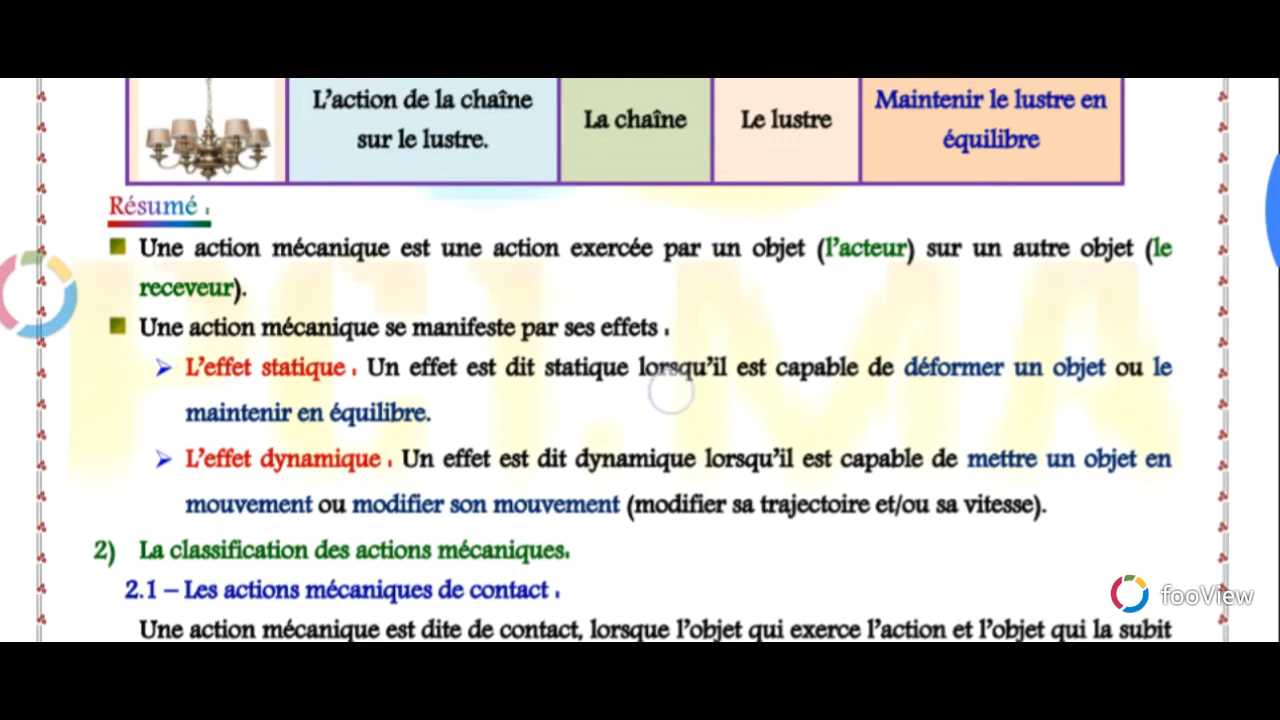 L'action de la chaîne
sur le lustre.
La chaîne
Le lustre
Maintenir le lustre en
équilibre
Résumé :
Une action mécanique est une action exercée par un objet (l'acteur) sur un autre objet (le
receveur).
Une action mécanique se manifeste par ses effets :
L'effet statique : Un effet est dit statique lorsqu'il est capable de déformer un objet ou le
maintenir en équilibre.
L'effet dynamique : Un effet est dit dynamique lorsqu'il est capable de mettre un objet en
mouvement ou modifier son mouvement (modifier sa trajectoire et/ou sa vitesse).
2) La classification des actions mécaniques.
2.1 – Les actions mécaniques de contact :
Une action mécanique est dite de contact, lorsque l'objet qui exerce l'action et l'objet qui la subit
fooView